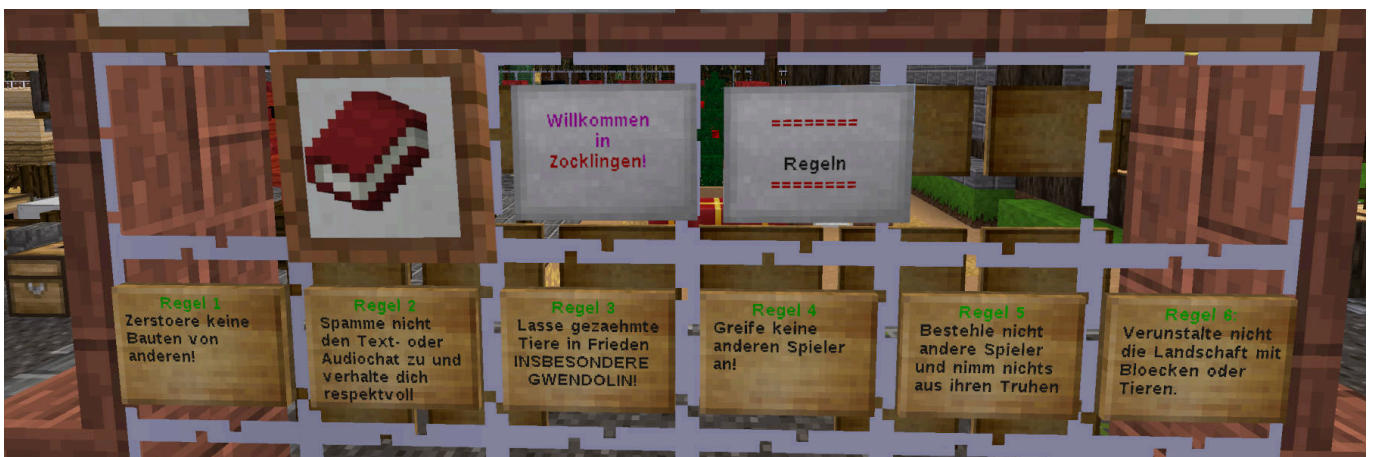 Willkommen
in
Zocklingen!
========
Regeln
========
Regel 1
Zerstoere keine
Bauten von
anderen!
Regel 2
Spamme nicht
den Text- oder
Audiochat zu und
verhalte dich
respektvoll
Regel 3
Lasse gezaehmte
Tiere in Frieden
INSBESONDERE
GWENDOLIN!
Regel 4
Greife keine
anderen Spieler
an!
Regel 5
Bestehle nicht
andere Spieler
und nimm nichts
aus ihren Truhen
Regel 6:
Verunstalte nicht
die Landschaft mit
Bloecken oder
Tieren.